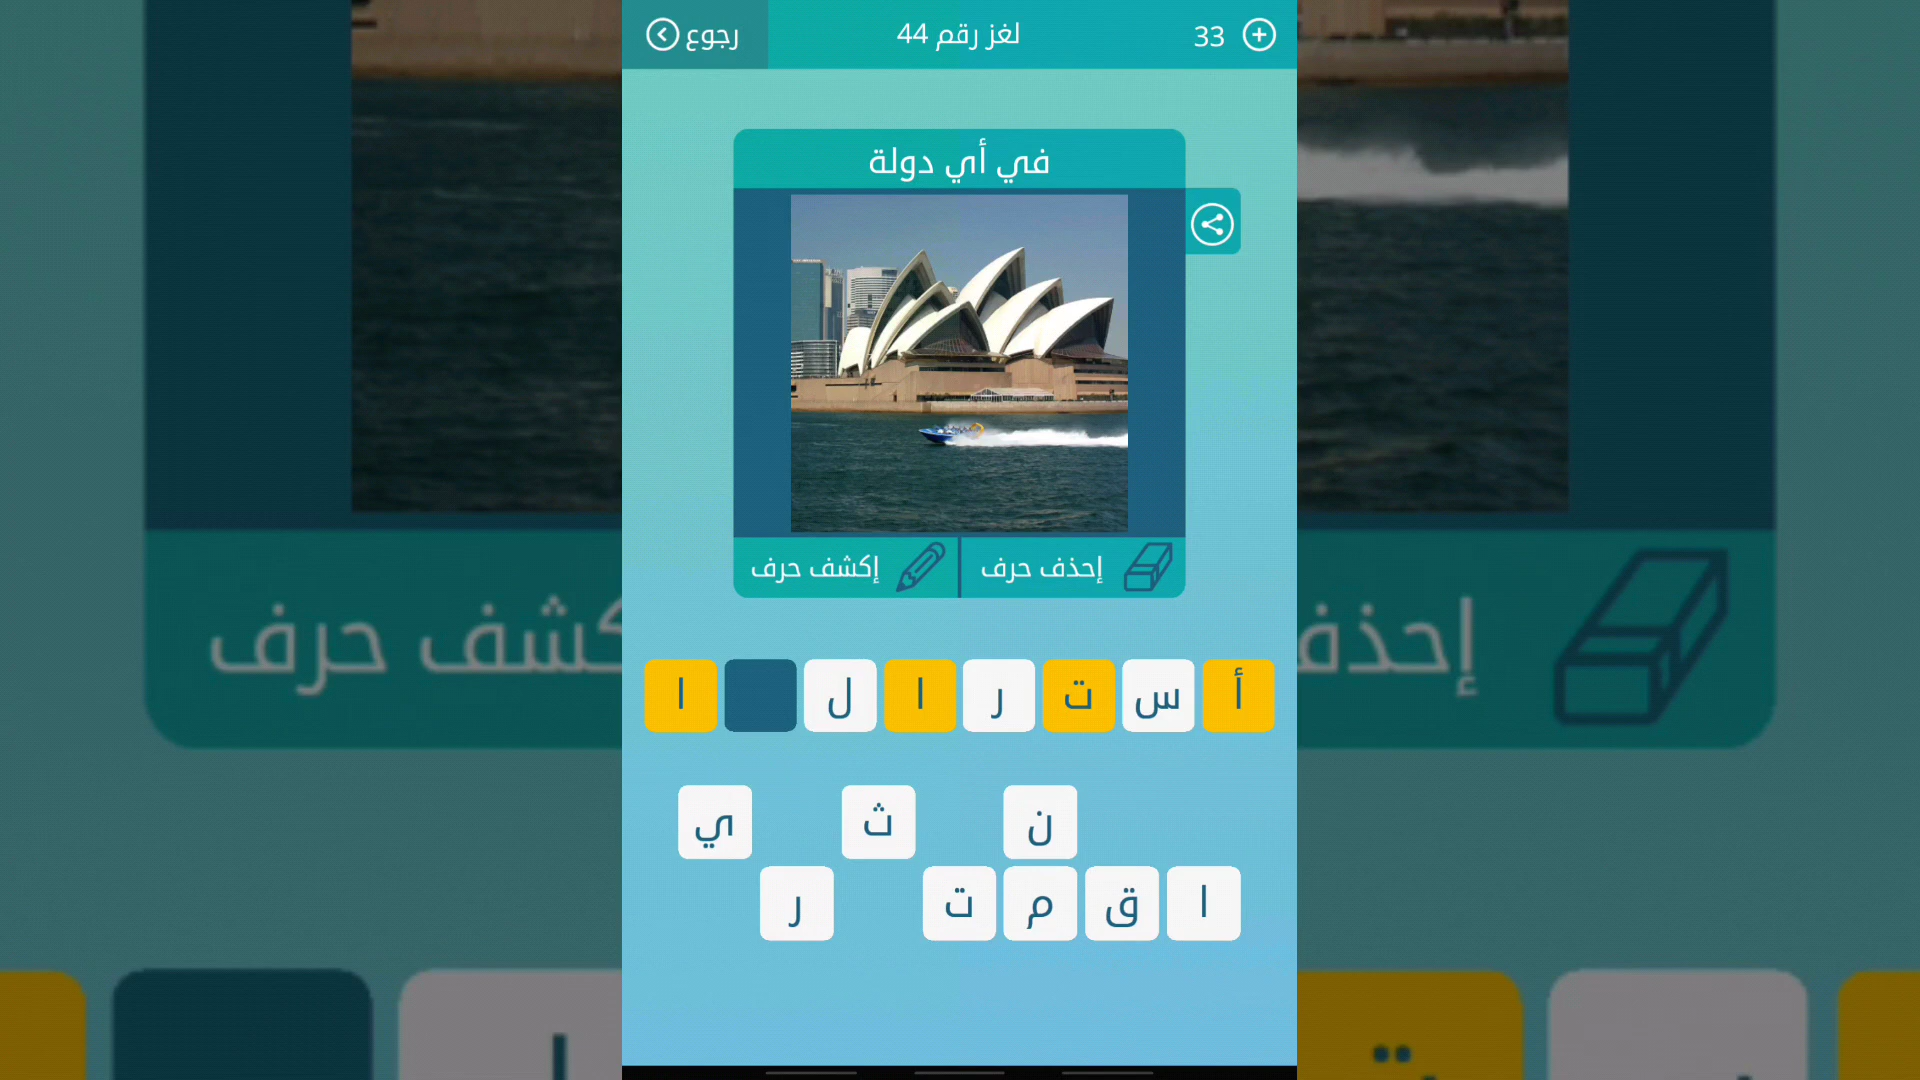 رجوع
لغز رقم 44
33
في أي دولة
إحذف حرف
إكشف حرف
أ س ت ر ا ل ا
ن ث ي
ا ق م ت ر